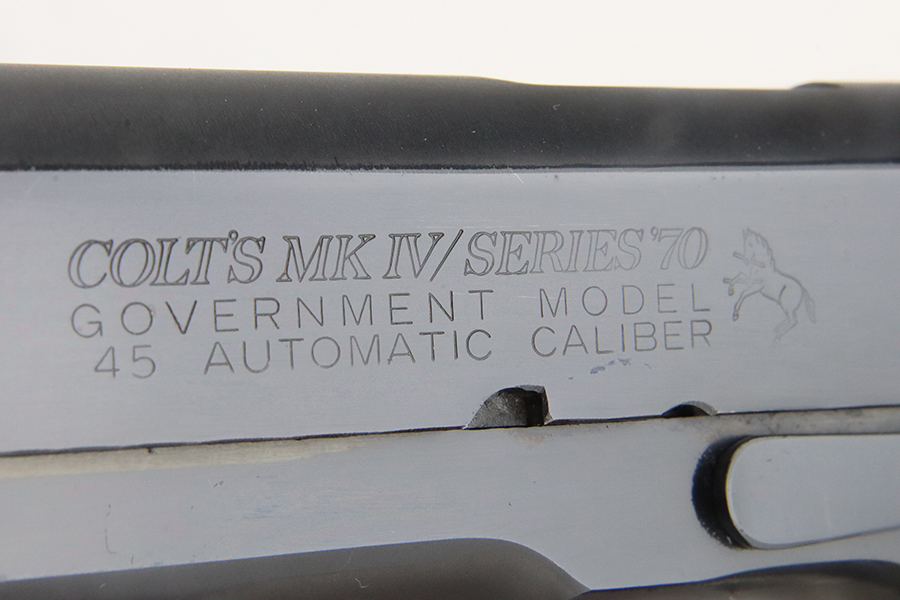 COLT'S MK IV/SERIES '70
GOVERNMENT MODEL
45 AUTOMATIC CALIBER